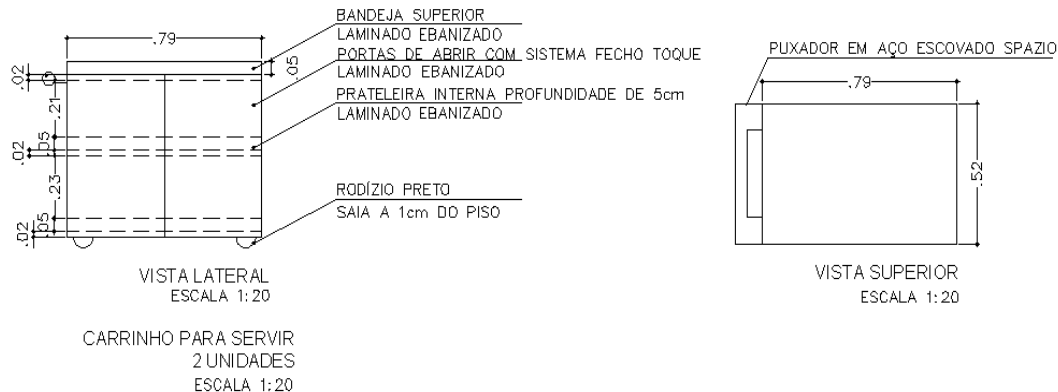 BANDEJA SUPERIOR
LAMINADO EBANIZADO
PORTAS DE ABRIR COM SISTEMA FECHO TOQUE
LAMINADO EBANIZADO
PRATELEIRA INTERNA PROFUNDIDADE DE 5cm
LAMINADO EBANIZADO
RODÍZIO PRETO
SAIA A 1cm DO PISO
.79
.05
.02
.21
.05
.02
.23
.05
.02
VISTA LATERAL
ESCALA 1:20
CARRINHO PARA SERVIR
2 UNIDADES
ESCALA 1:20
PUXADOR EM AÇO ESCOVADO SPAZIO
.79
.52
VISTA SUPERIOR
ESCALA 1:20